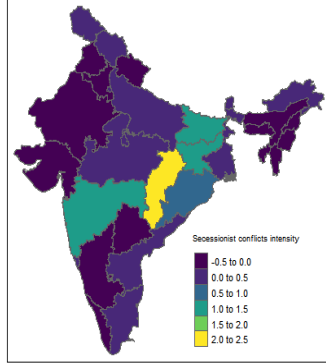 Secessionist conflicts intensity
-0.5 to 0.0
0.0 to 0.5
0.5 to 1.0
1.0 to 1.5
1.5 to 2.0
2.0 to 2.5